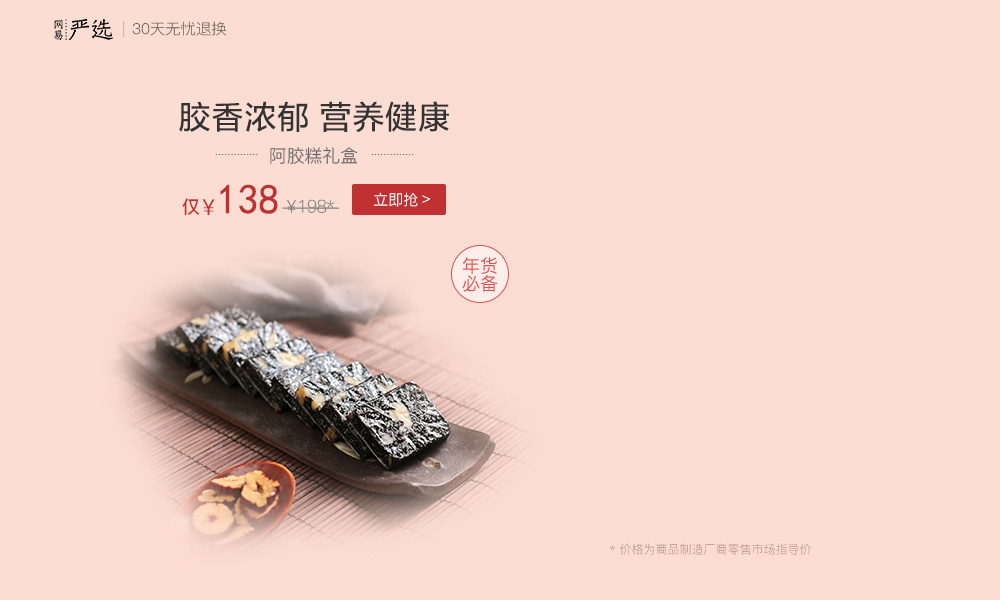 网易严选 30天无忧退换
胶香浓郁 营养健康
阿胶糕礼盒
仅¥138 ¥198* 立即抢 >
年货
必备
* 价格为商品制造厂商零售市场指导价